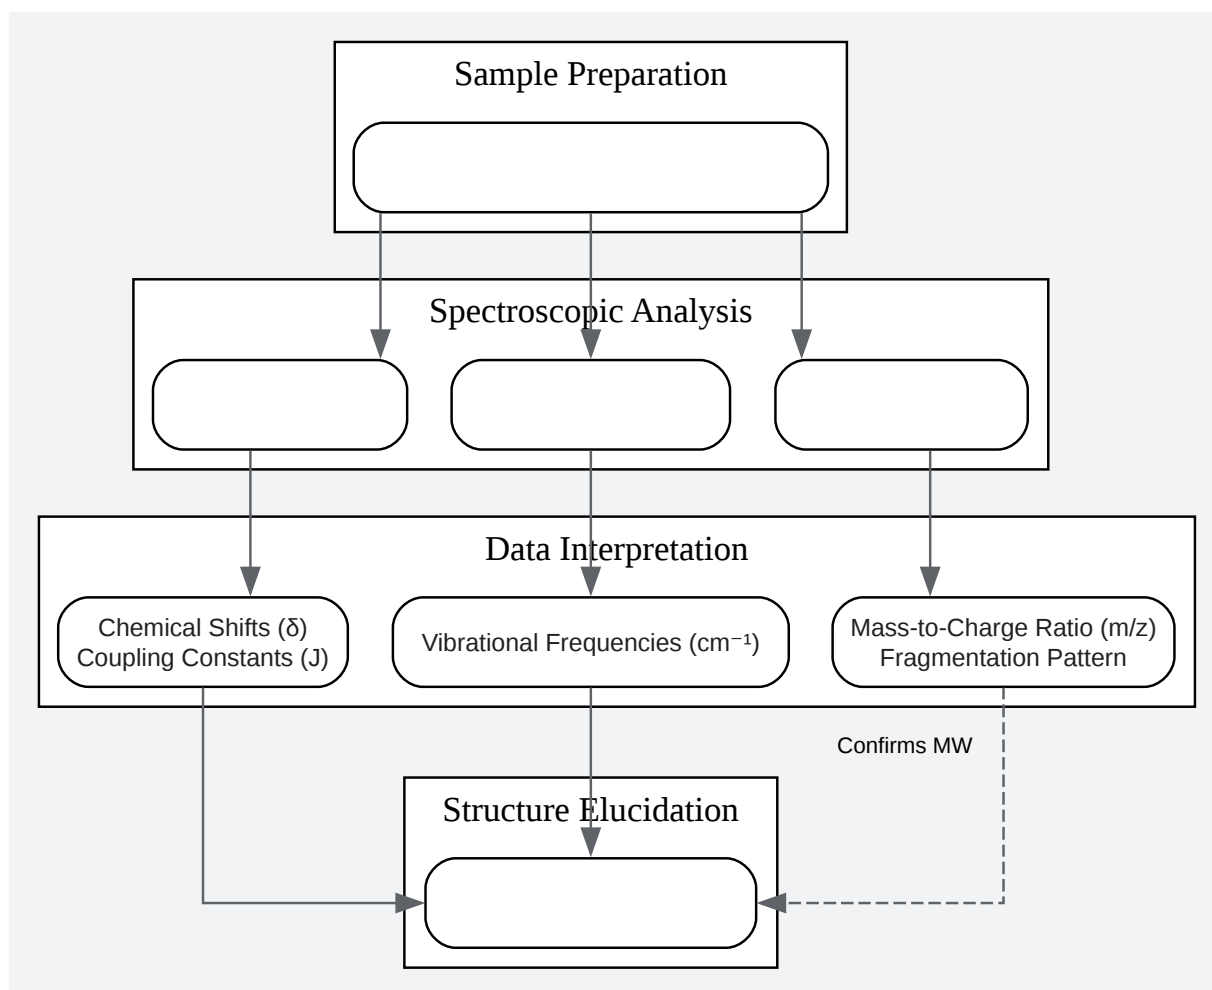 Sample Preparation
Spectroscopic Analysis
Data Interpretation
Chemical Shifts (δ)
Coupling Constants (J)
Vibrational Frequencies (cm⁻¹)
Mass-to-Charge Ratio (m/z)
Fragmentation Pattern
Confirms MW
Structure Elucidation